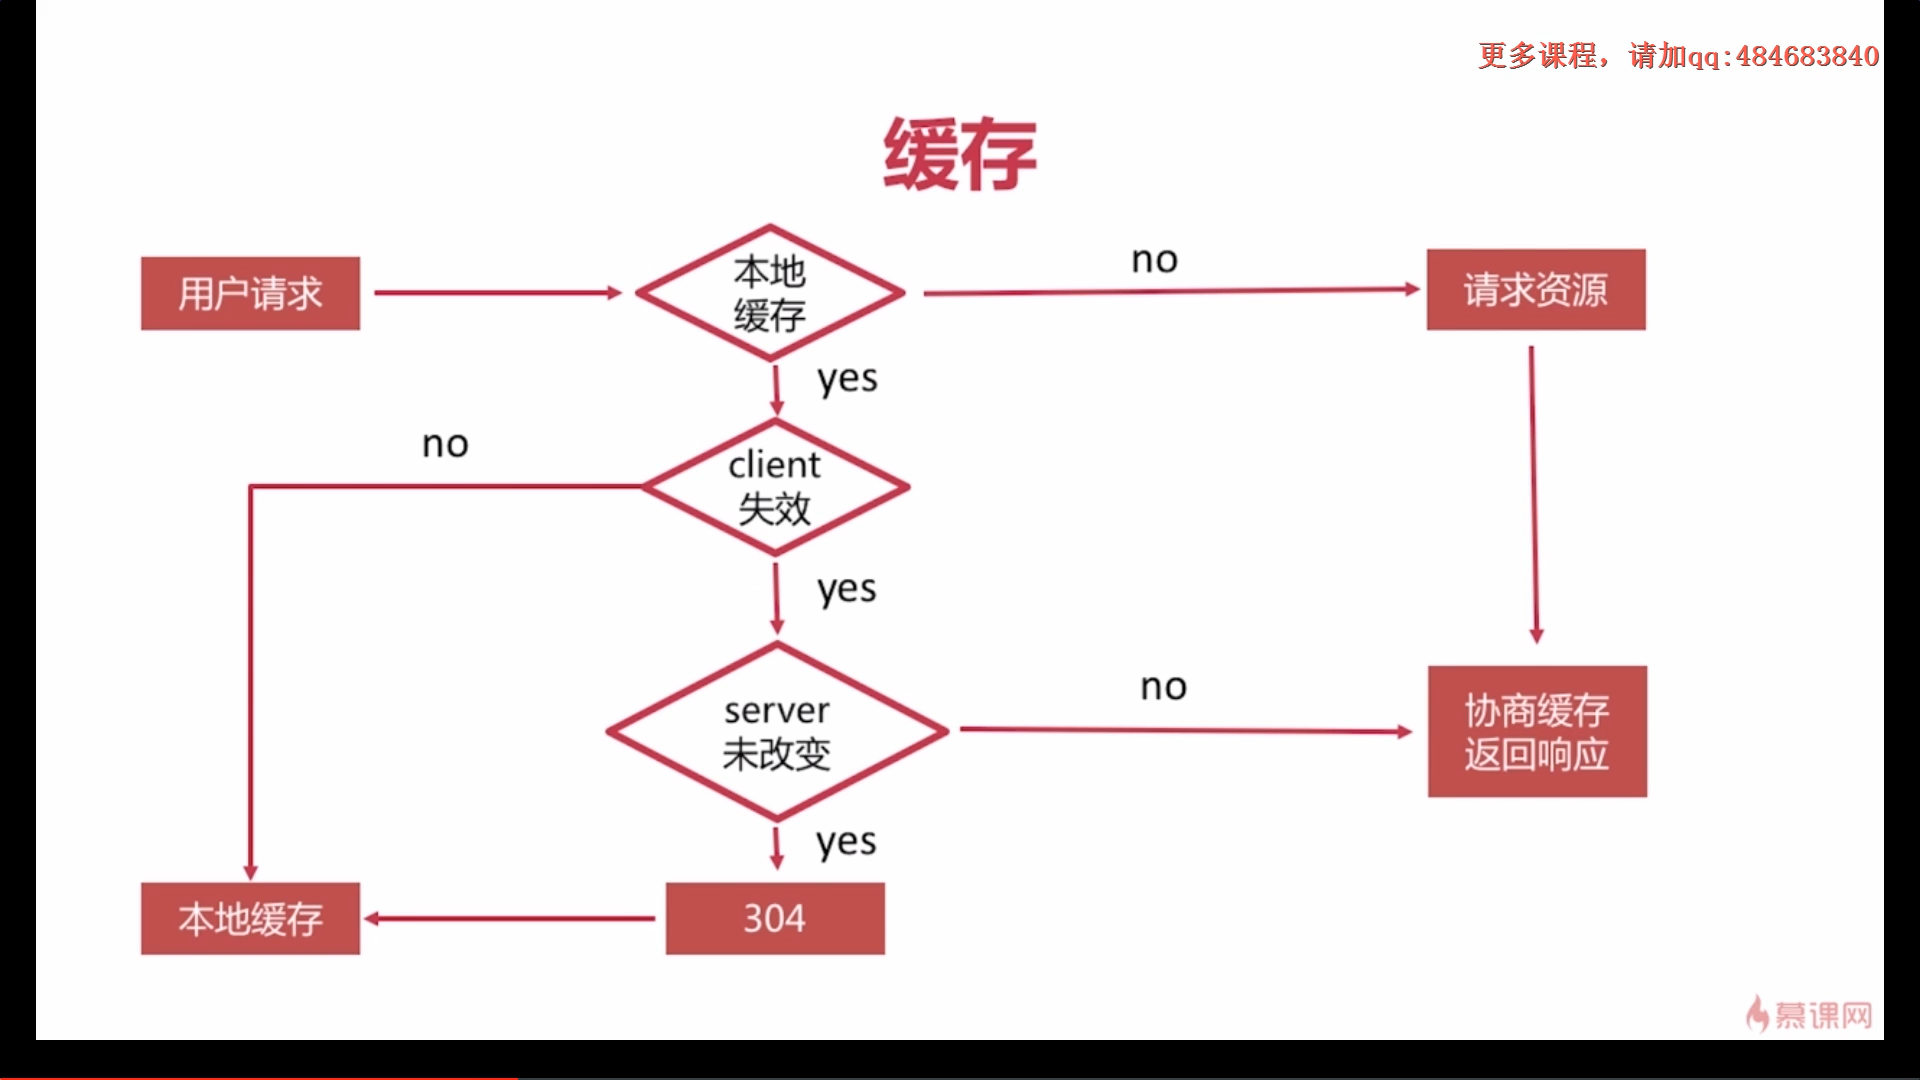 更多课程，请加qq:484683840
缓存
用户请求
本地
缓存
no
请求资源
yes
no
client
失效
yes
server
未改变
no
协商缓存
返回响应
yes
本地缓存
304
慕课网